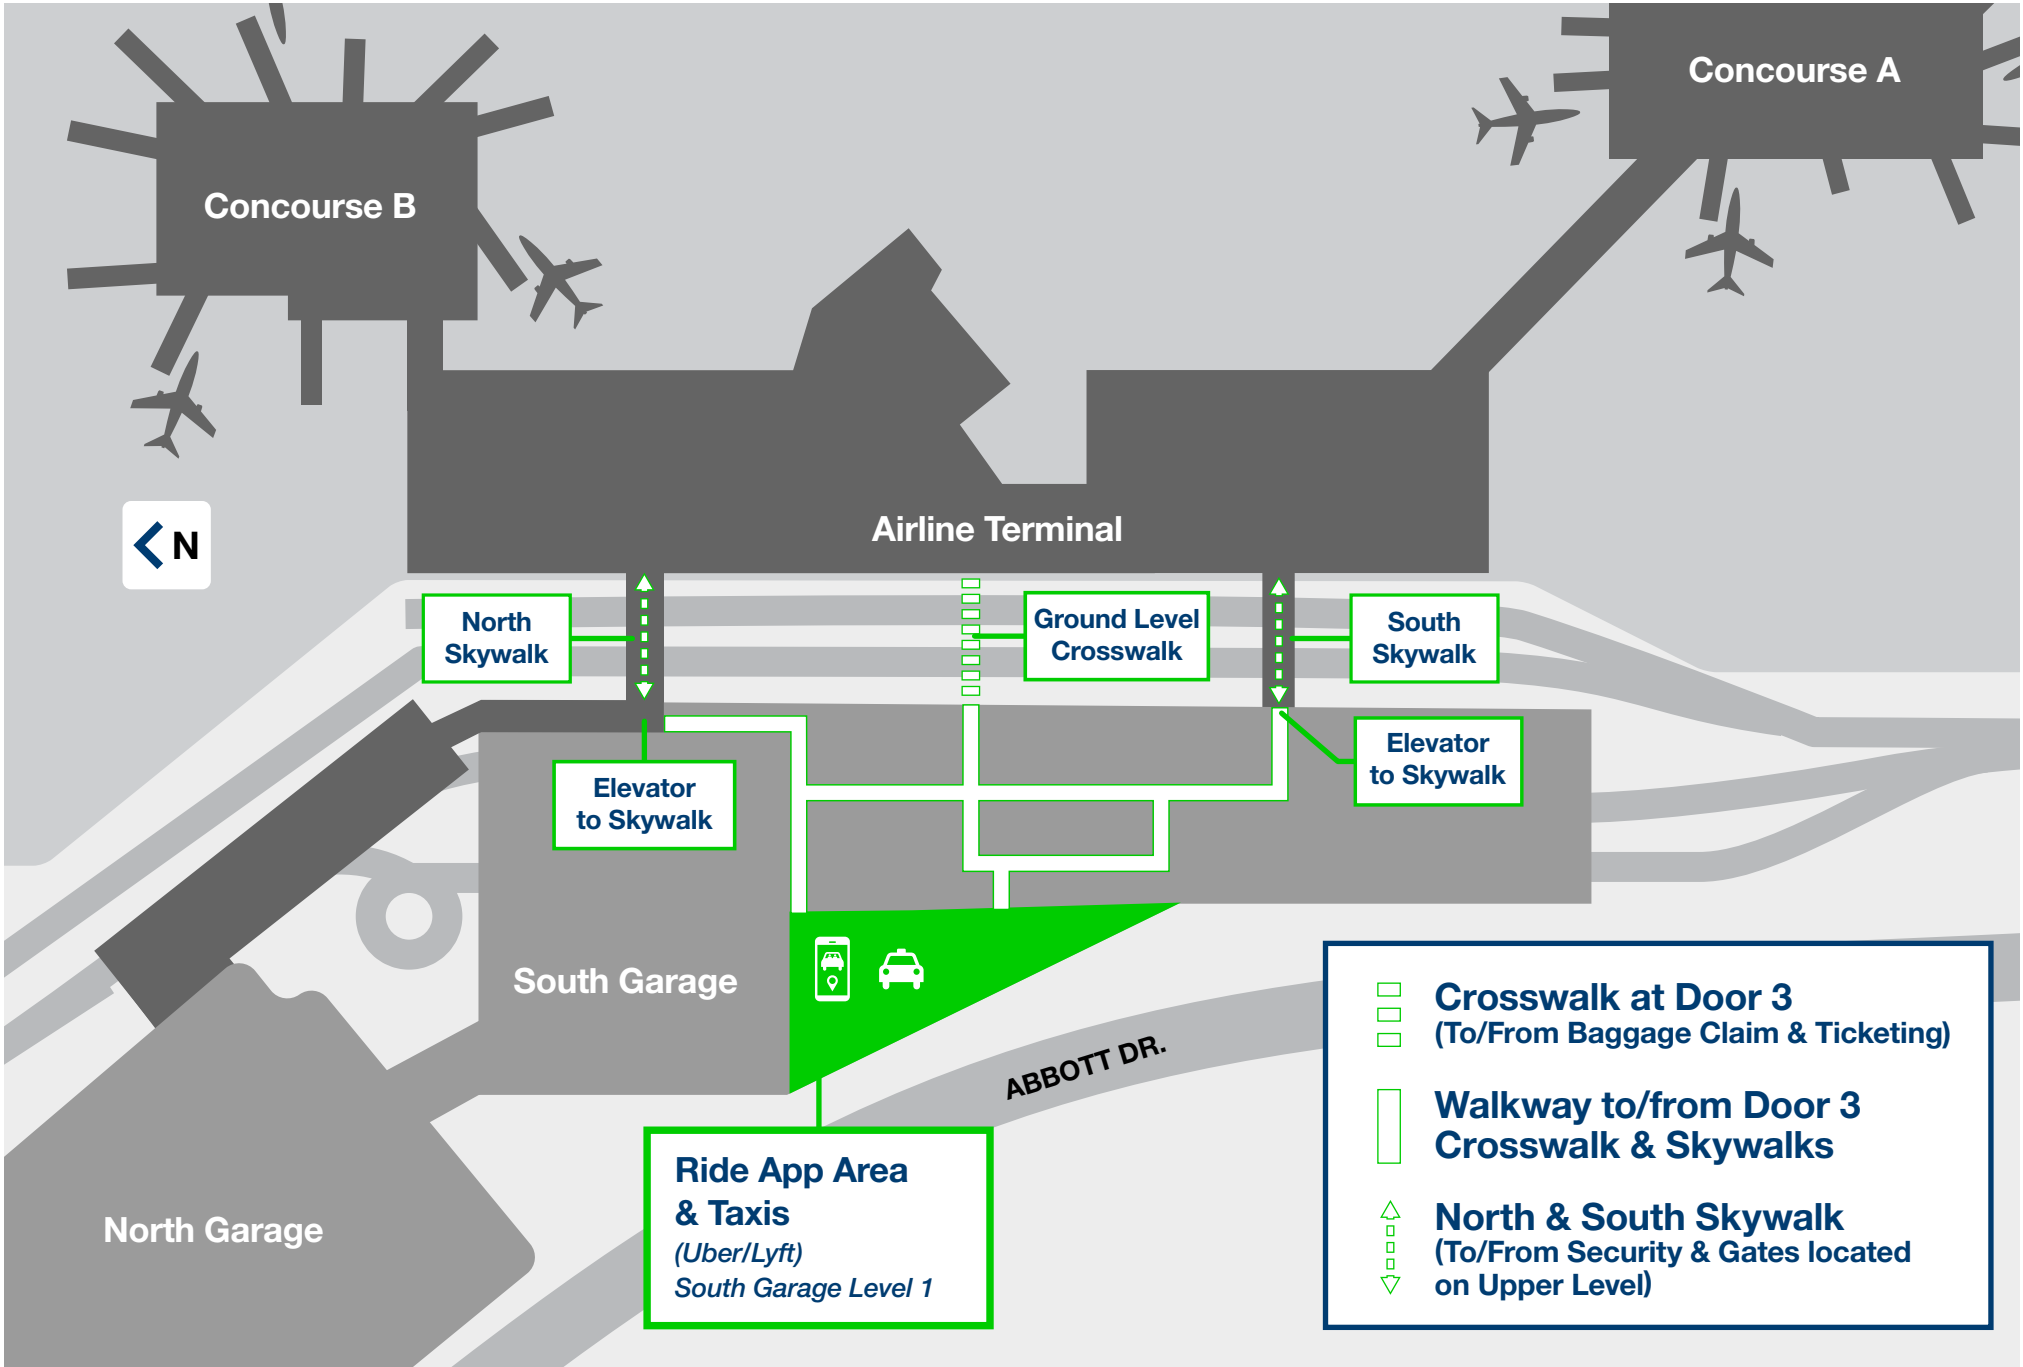 Concourse A
Concourse B
Airline Terminal
N
North
Skywalk
Ground Level
Crosswalk
South
Skywalk
Elevator
to Skywalk
Elevator
to Skywalk
South Garage
North Garage
ABBOTT DR.
Ride App Area
& Taxis
(Uber/Lyft)
South Garage Level 1
Crosswalk at Door 3
(To/From Baggage Claim & Ticketing)
Walkway to/from Door 3
Crosswalk & Skywalks
North & South Skywalk
(To/From Security & Gates located
on Upper Level)